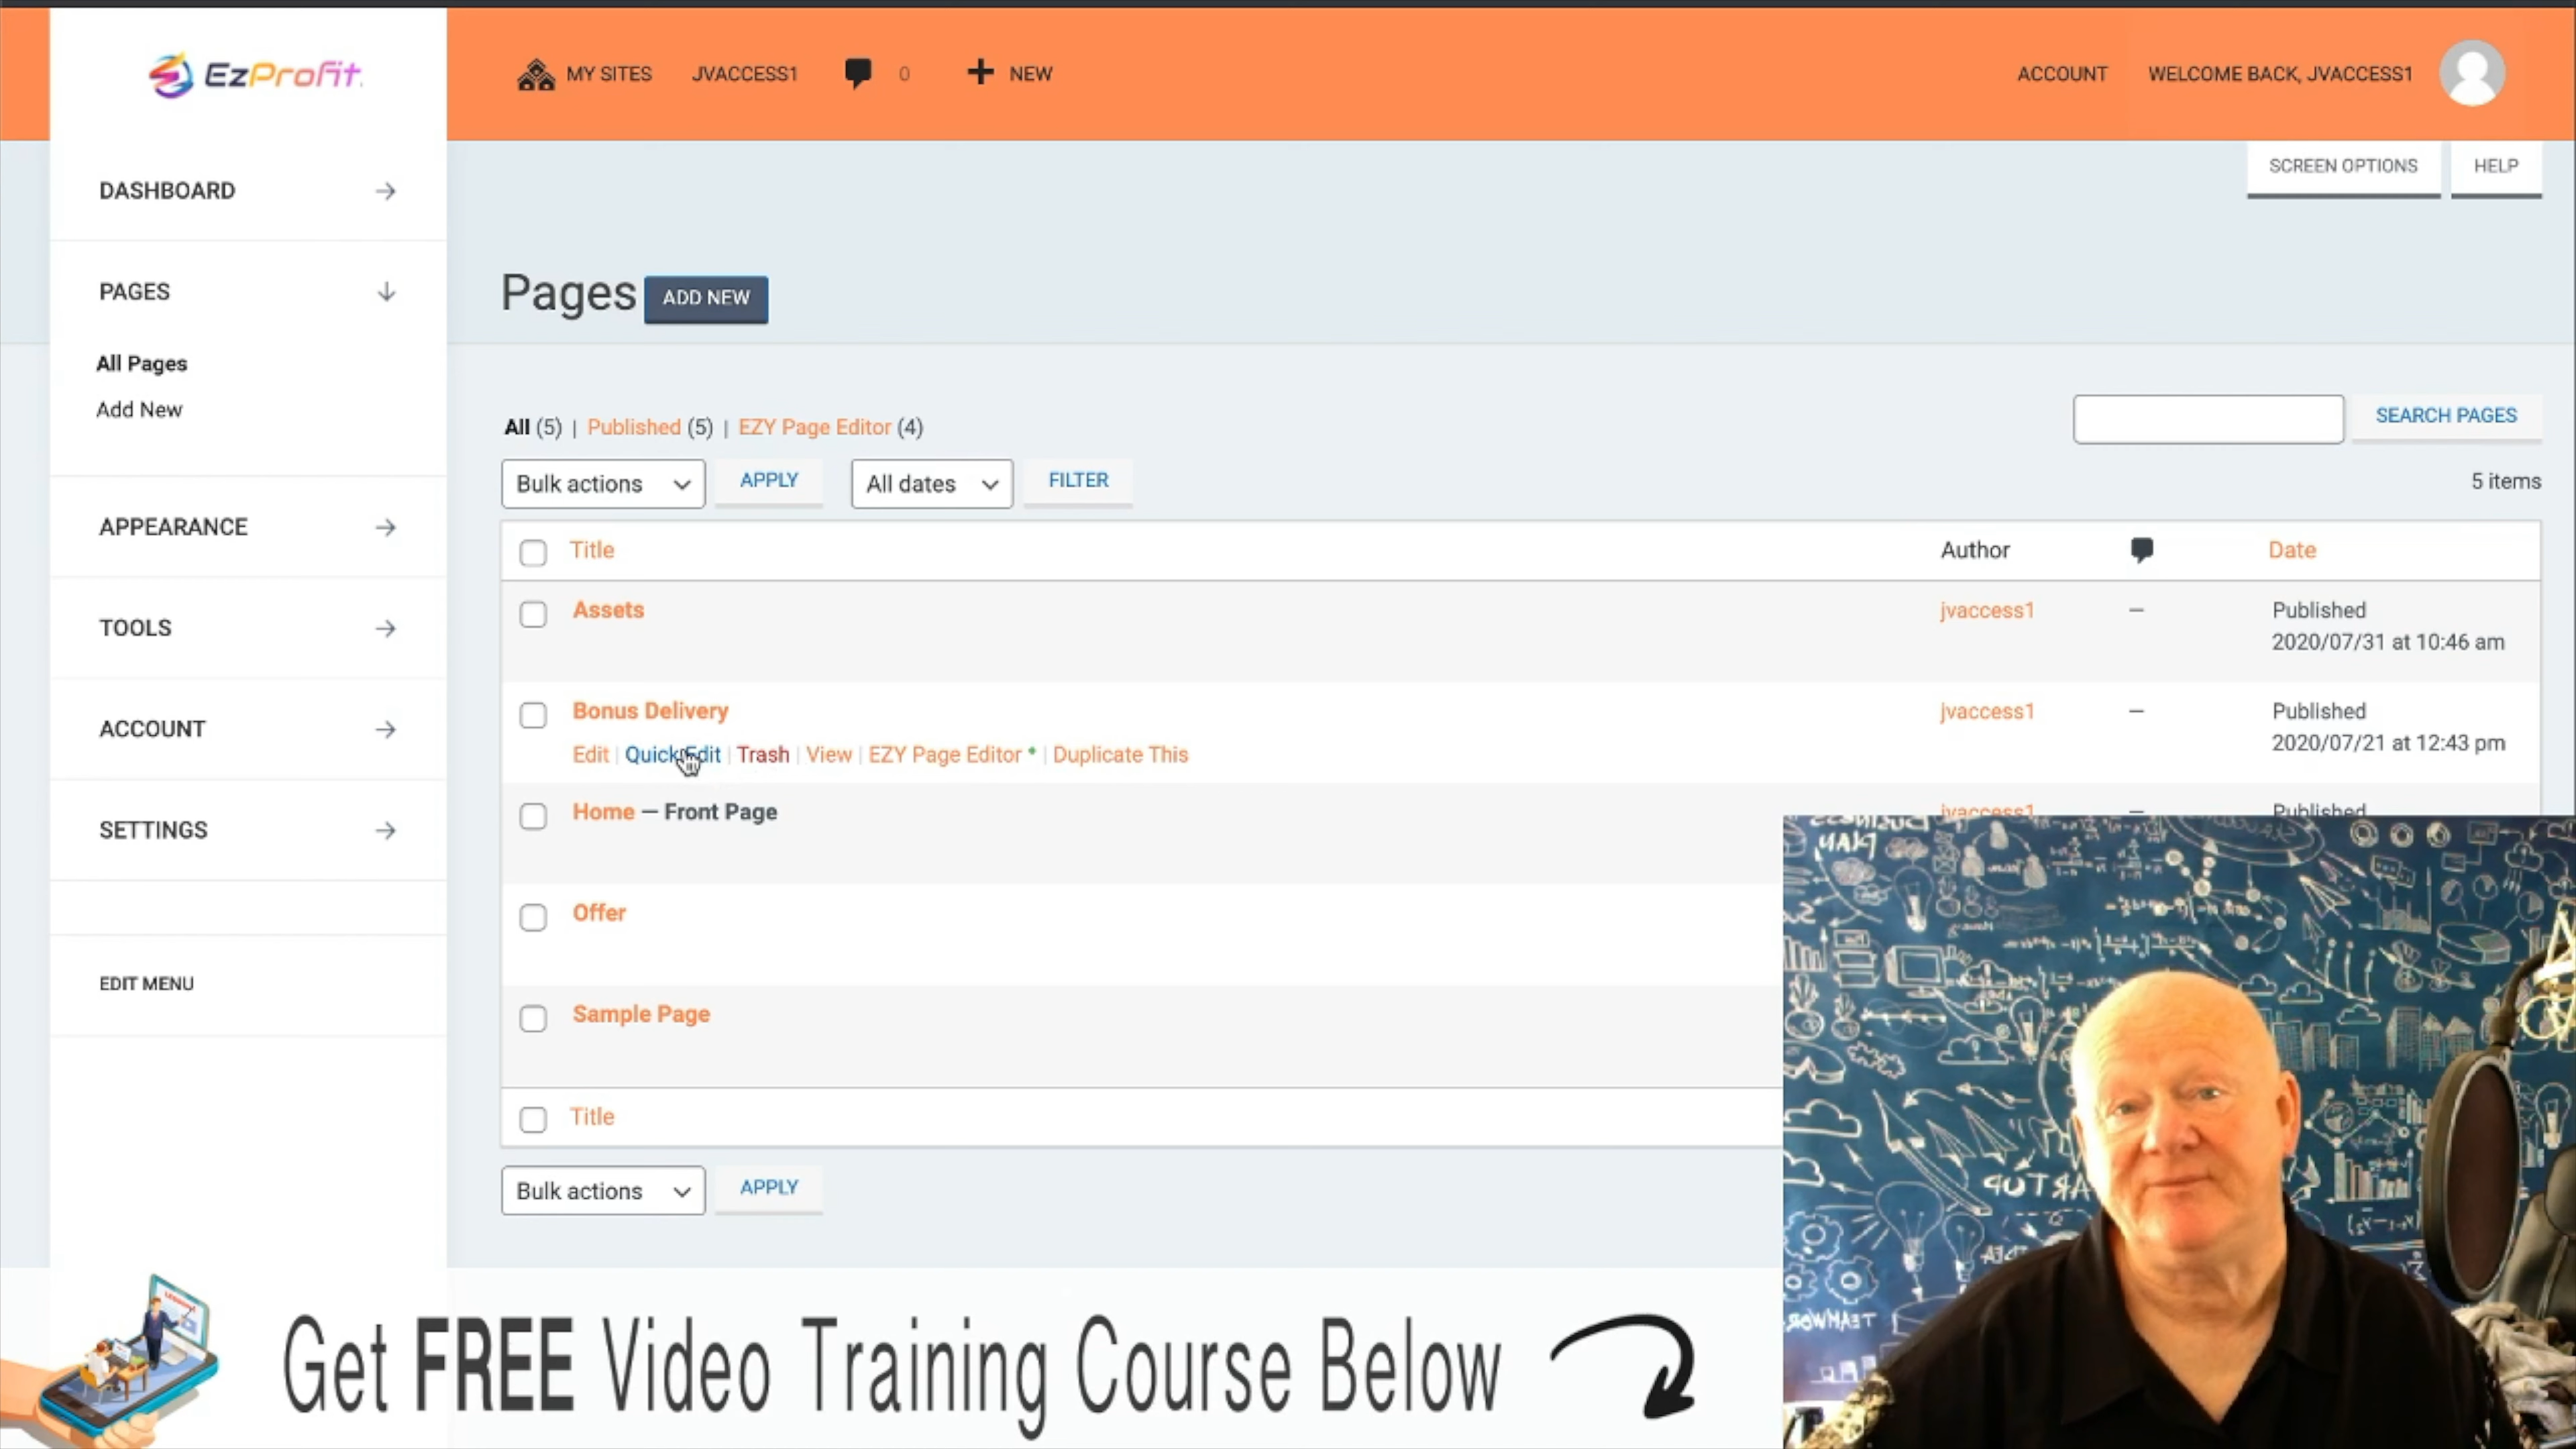 EzProfit.
MY SITES JVACCESS1 0 NEW
ACCOUNT WELCOME BACK, JVACCESS1
DASHBOARD
PAGES
All Pages
Add New
APPEARANCE
TOOLS
ACCOUNT
SETTINGS
EDIT MENU
SCREEN OPTIONS HELP
Pages ADD NEW
All (5) | Published (5) | EZY Page Editor (4)
SEARCH PAGES
Bulk actions APPLY All dates FILTER
5 items
Title Author Date
Assets jvaccess1 — Published
2020/07/31 at 10:46 am
Bonus Delivery jvaccess1 — Published
Edit | Quick Edit | Trash | View | EZY Page Editor * | Duplicate This 2020/07/21 at 12:43 pm
Home — Front Page jvaccess1 — Published
Offer
Sample Page
Title
Bulk actions APPLY
Get FREE Video Training Course Below